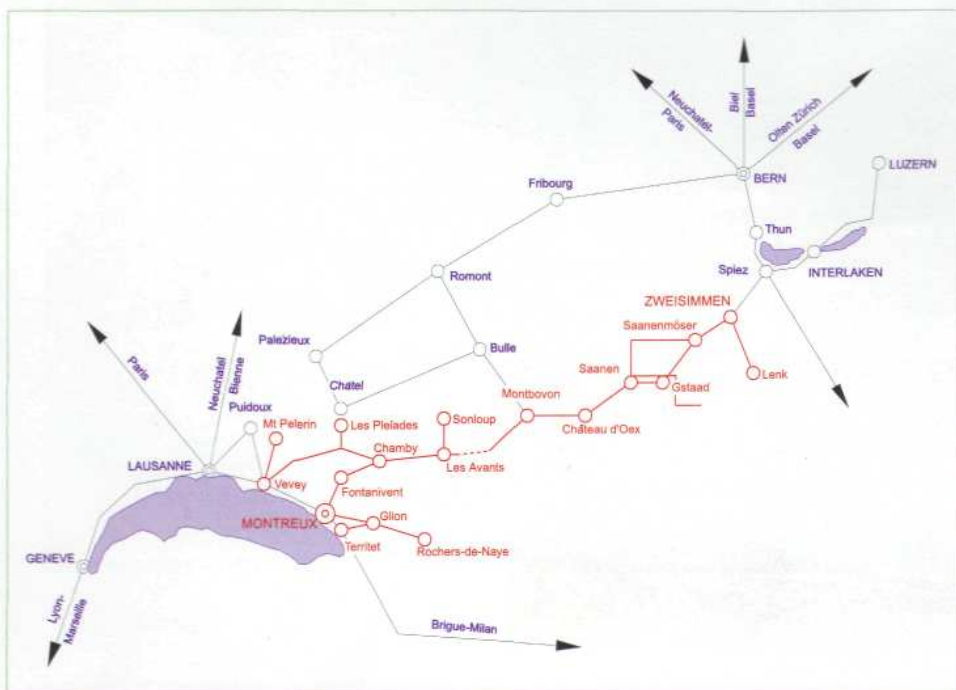 Neuchatel-
Paris
Biel
Basel
Olten Zürich
Basel
LUZERN
BERN
Fribourg
Thun
INTERLAKEN
Spiez
Romont
ZWEISIMMEN
Saanenmöser
Palezieux
Bulle
Saanen
Gstaad
Lenk
Paris
Neuchatel
Bienne
Chatel
Montbovon
Château d'Oex
Puidoux
Mt Pelerin
Les Pleïades
Sonloup
Chamby
Les Avants
LAUSANNE
Vevey
Fontanivent
MONTREUX
Glion
Territet
Rochers-de-Naye
GENEVE
Lyon-
Marseille
Brigue-Milan